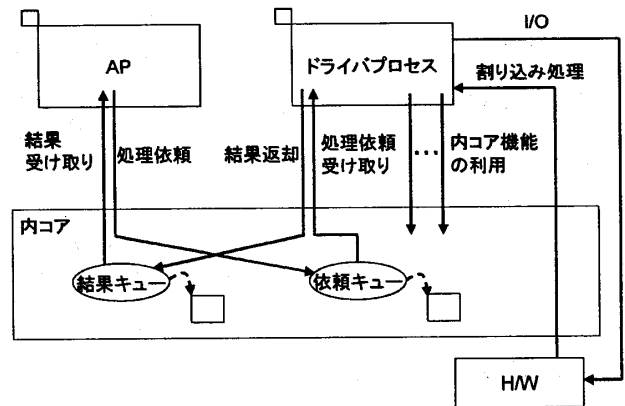 I/O
AP
ドライバプロセス
割り込み処理
結果
受け取り
処理依頼
結果返却
処理依頼
受け取り
・・・
内コア機能
の利用
内コア
結果キュー
依頼キュー
H/W